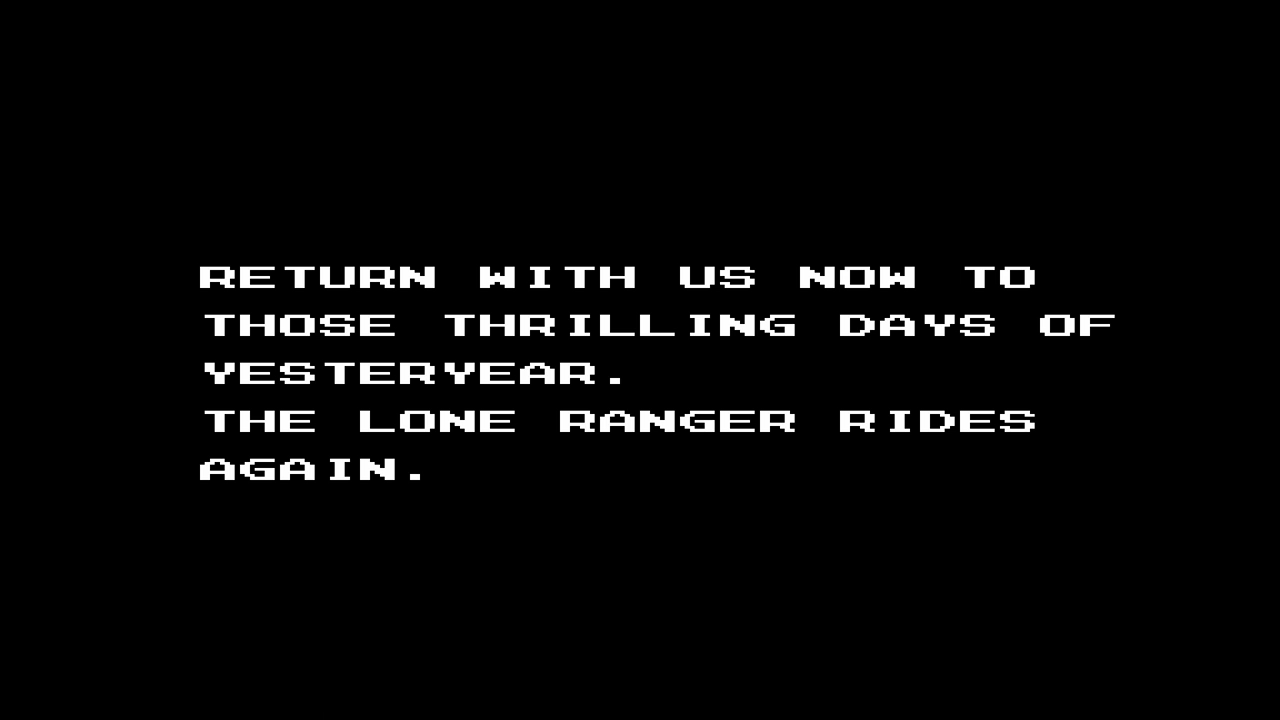 RETURN WITH US NOW TO
THOSE THRILLING DAYS OF
YESTERYEAR.
THE LONE RANGER RIDES
AGAIN.